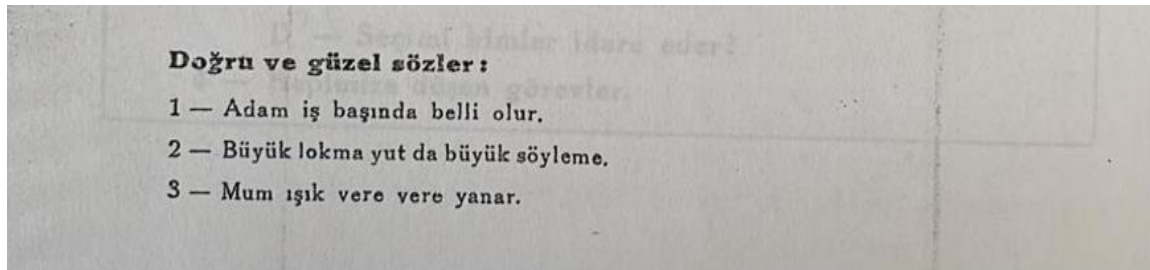 Doğru ve güzel sözler:
1 — Adam iş başında belli olur.
2 — Büyük lokma yut da büyük söyleme.
3 — Mum ışık vere vere yanar.